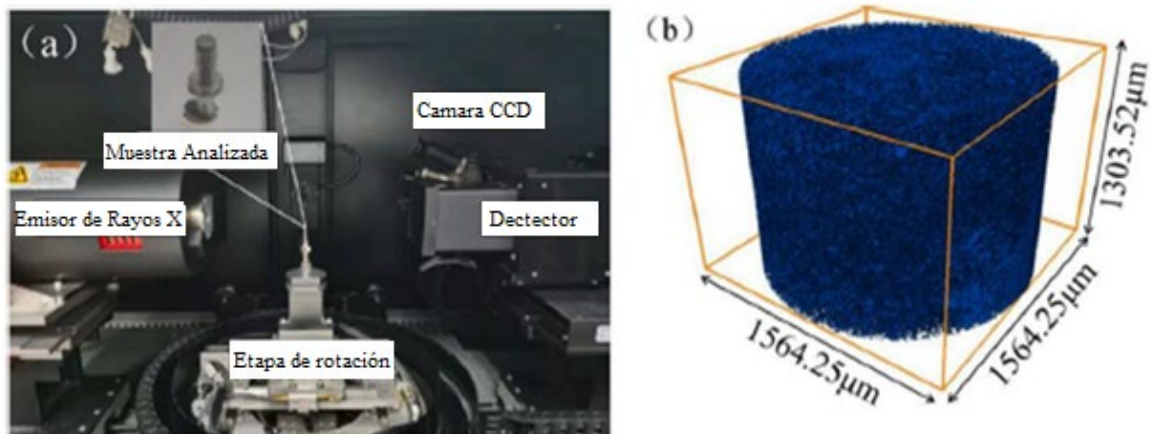 (a)
Camara CCD
Muestra Analizada
Emisor de Rayos X
Dectector
Etapa de rotación
(b)
1303.52μm
1564.25μm
1564.25μm